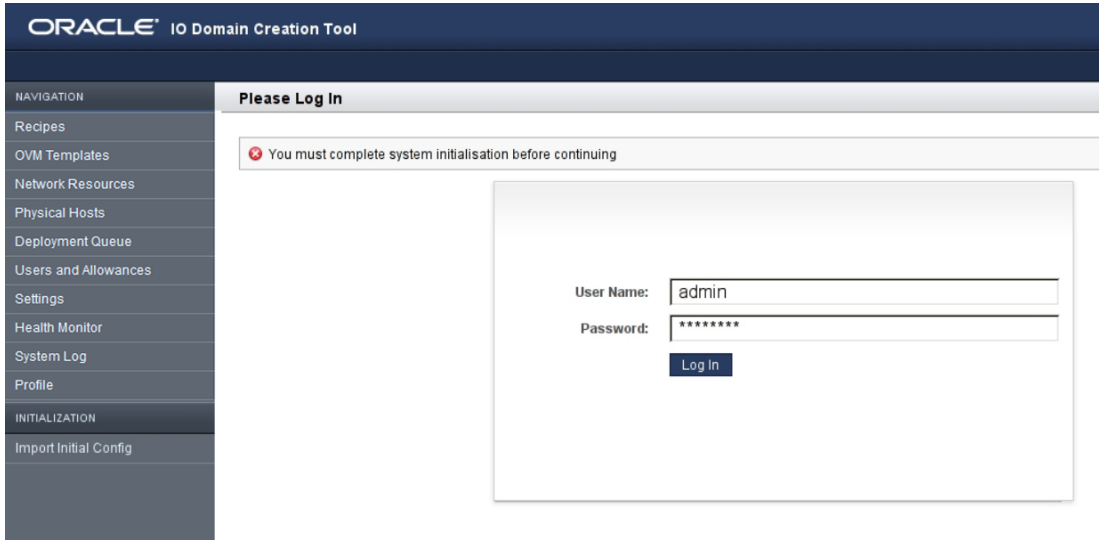 ORACLE® IO Domain Creation Tool
NAVIGATION
Recipes
OVM Templates
Network Resources
Physical Hosts
Deployment Queue
Users and Allowances
Settings
Health Monitor
System Log
Profile
INITIALIZATION
Import Initial Config
Please Log In
You must complete system initialisation before continuing
User Name: admin
Password: ********
Log In